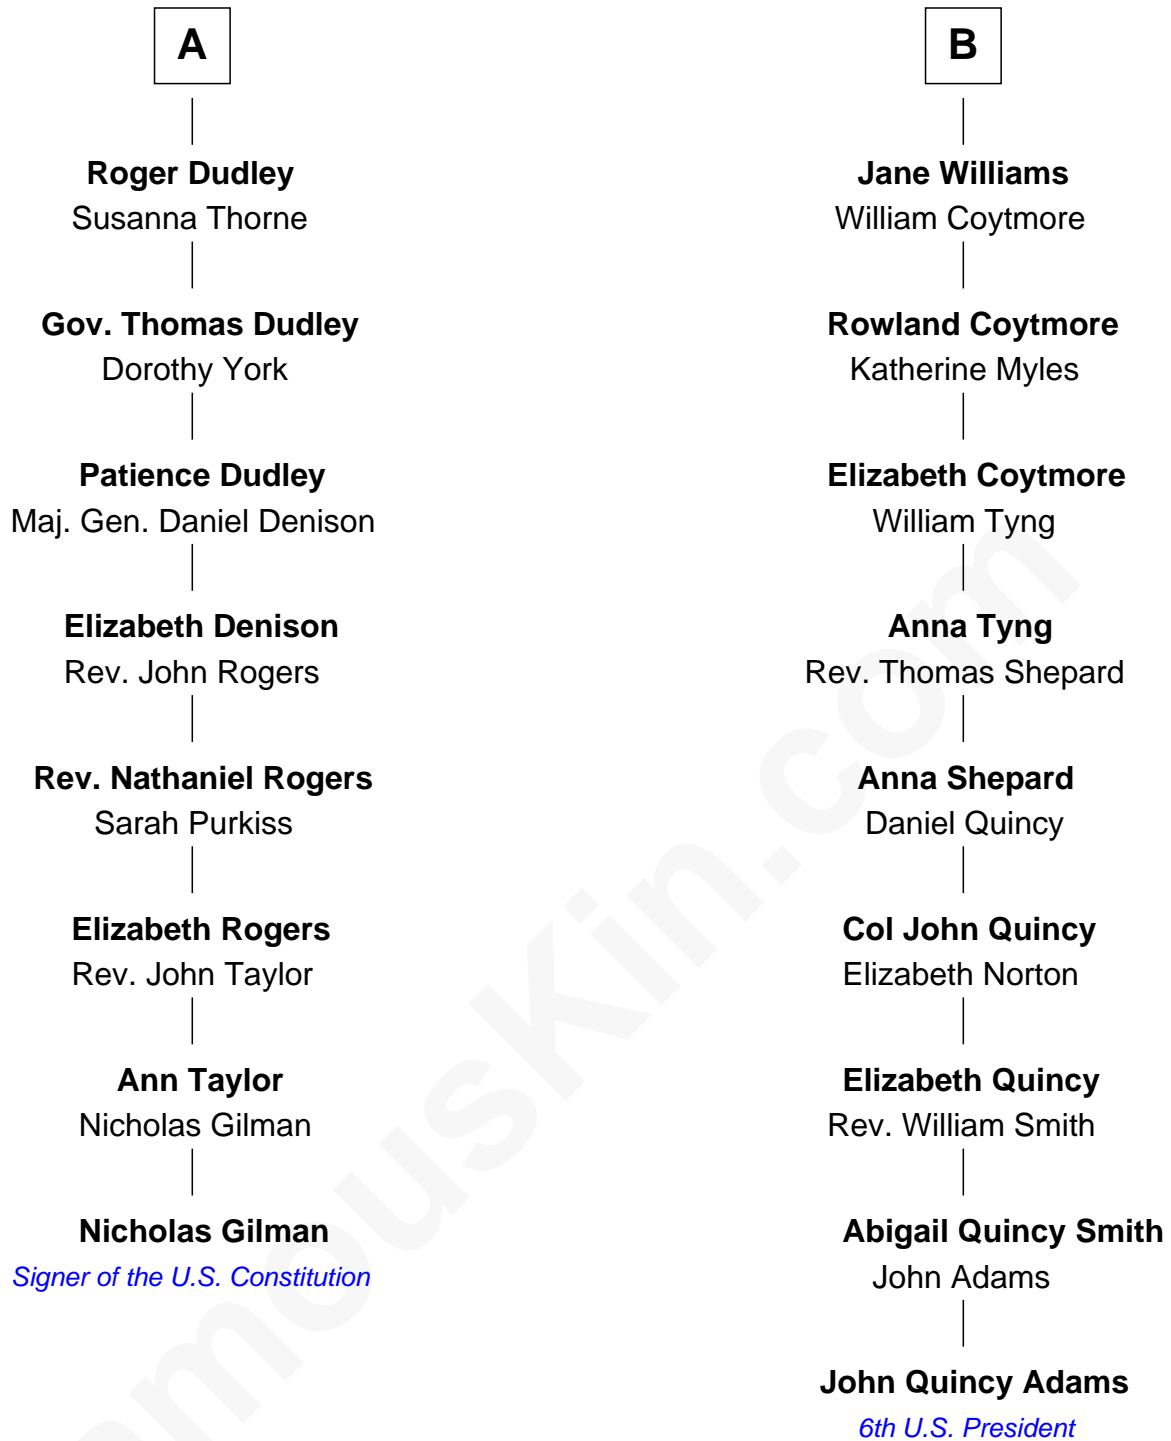 A
Roger Dudley
Susanna Thorne
Gov. Thomas Dudley
Dorothy York
Patience Dudley
Maj. Gen. Daniel Denison
Elizabeth Denison
Rev. John Rogers
Rev. Nathaniel Rogers
Sarah Purkiss
Elizabeth Rogers
Rev. John Taylor
Ann Taylor
Nicholas Gilman
Nicholas Gilman
Signer of the U.S. Constitution
B
Jane Williams
William Coytmore
Rowland Coytmore
Katherine Myles
Elizabeth Coytmore
William Tyng
Anna Tyng
Rev. Thomas Shepard
Anna Shepard
Daniel Quincy
Col John Quincy
Elizabeth Norton
Elizabeth Quincy
Rev. William Smith
Abigail Quincy Smith
John Adams
John Quincy Adams
6th U.S. President
amouskin.com